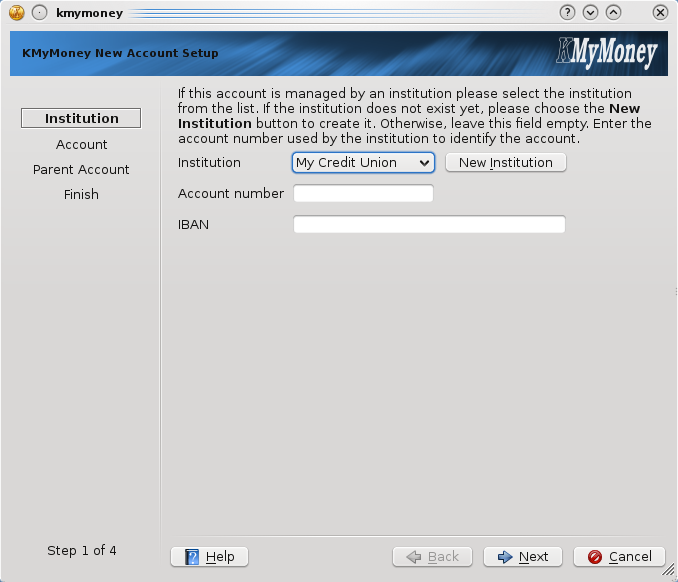 kmymoney
KMyMoney New Account Setup
KMyMoney
If this account is managed by an institution please select the institution
from the list. If the institution does not exist yet, please choose the New
Institution button to create it. Otherwise, leave this field empty. Enter the
account number used by the institution to identify the account.
Institution
Account
Parent Account
Finish
Institution My Credit Union New Institution
Account number
IBAN
Step 1 of 4
Help Back Next Cancel